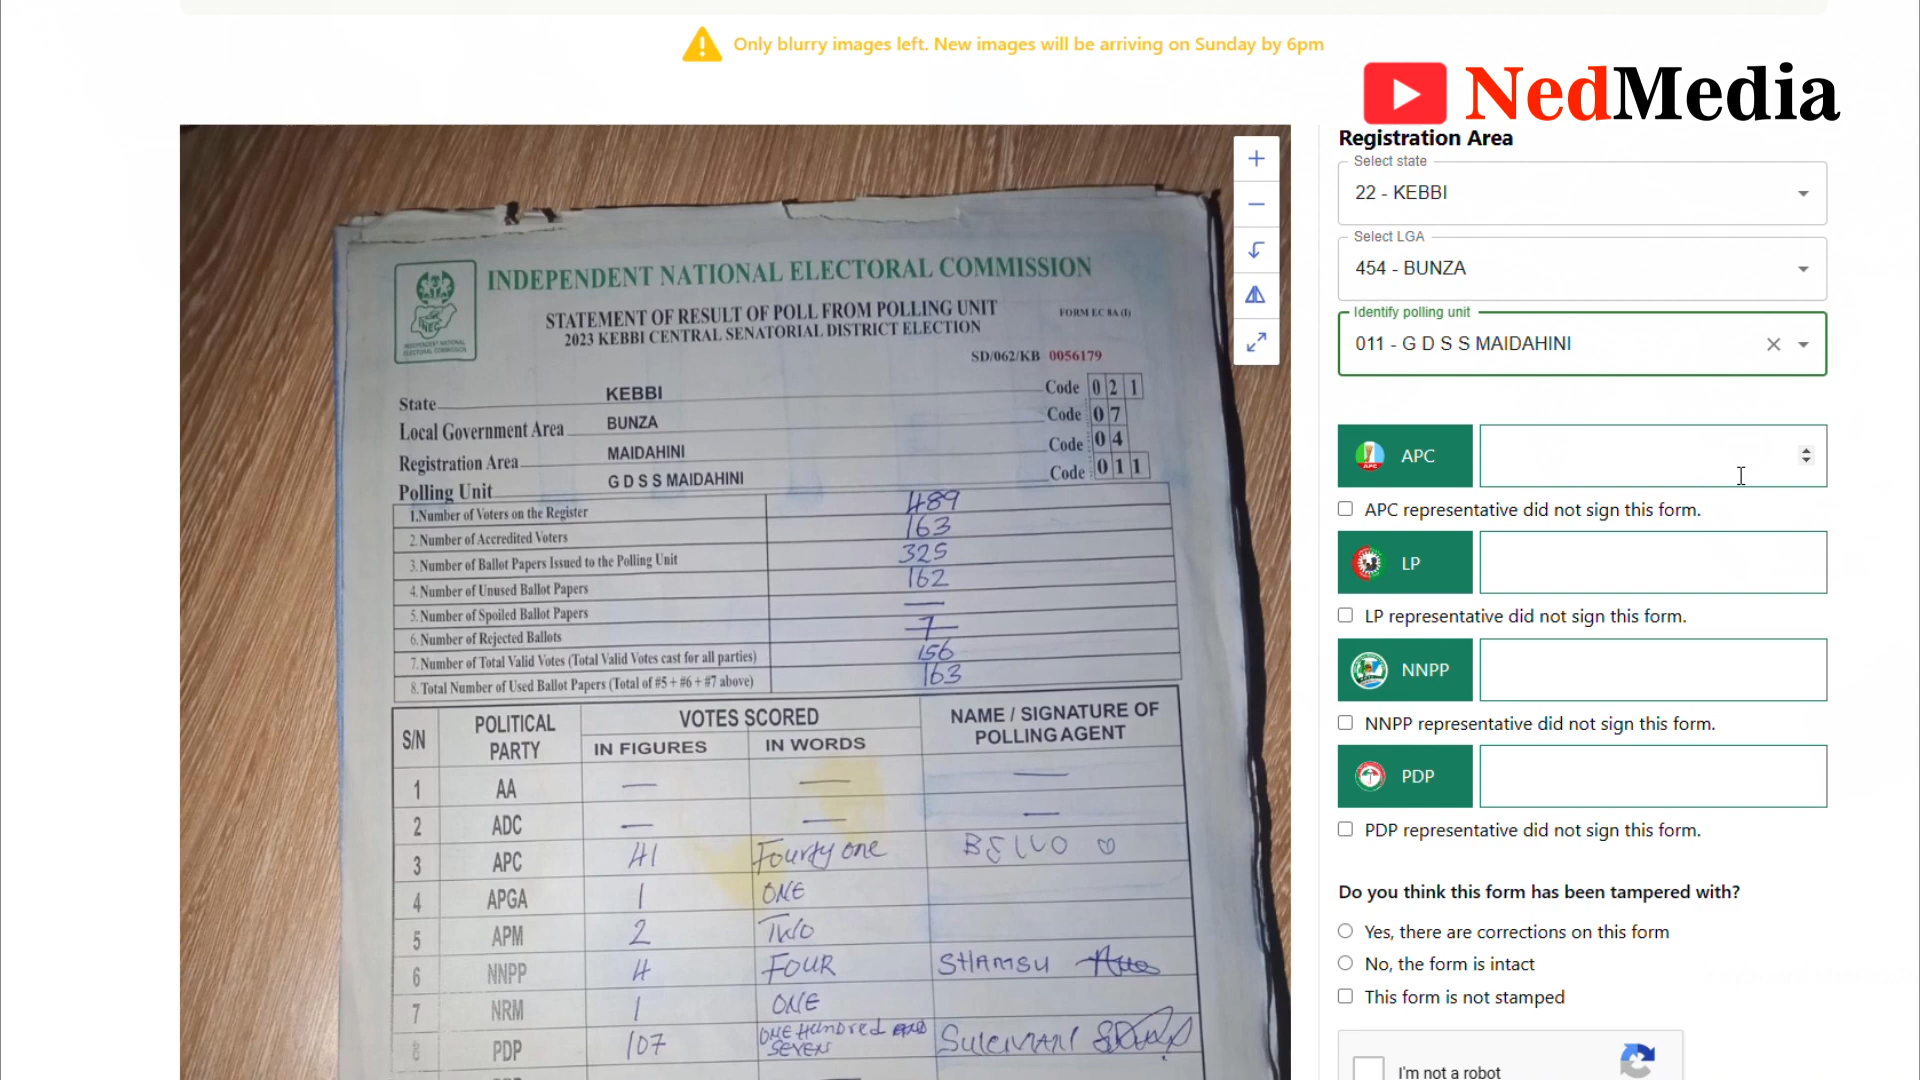 Only blurry images left. New images will be arriving on Sunday by 6pm
NedMedia
Registration Area
Select state
22 - KEBBI
Select LGA
454 - BUNZA
Identify polling unit
011 - G D S S MAIDAHINI
APC
APC representative did not sign this form.
LP
LP representative did not sign this form.
NNPP
NNPP representative did not sign this form.
PDP
PDP representative did not sign this form.
Do you think this form has been tampered with?
Yes, there are corrections on this form
No, the form is intact
This form is not stamped
I'm not a robot
INDEPENDENT NATIONAL ELECTORAL COMMISSION
STATEMENT OF RESULT OF POLL FROM POLLING UNIT FORM EC 8A (I)
2023 KEBBI CENTRAL SENATORIAL DISTRICT ELECTION
SD/062/KB 0056179
INEC
INDEPENDENT NATIONAL
ELECTORAL COMMISSION
State KEBBI Code 0 2 1
Local Government Area BUNZA Code 0 7
Registration Area MAIDAHINI Code 0 4
Polling Unit G D S S MAIDAHINI Code 0 1 1
1.Number of Voters on the Register 489
2. Number of Accredited Voters 163
3. Number of Ballot Papers Issued to the Polling Unit 325
4. Number of Unused Ballot Papers 162
5. Number of Spoiled Ballot Papers —
6. Number of Rejected Ballots 7
7. Number of Total Valid Votes (Total Valid Votes cast for all parties) 156
8. Total Number of Used Ballot Papers (Total of #5 + #6 + #7 above) 163
S/N POLITICAL PARTY VOTES SCORED NAME / SIGNATURE OF POLLING AGENT
IN FIGURES IN WORDS
1 AA — — —
2 ADC — — —
3 APC 41 Fourty one BELLO
4 APGA 1 ONE
5 APM 2 TWO
6 NNPP 4 FOUR SHAMSU
7 NRM 1 ONE
8 PDP 107 ONE Hundred and SEVEN SULEIMAN